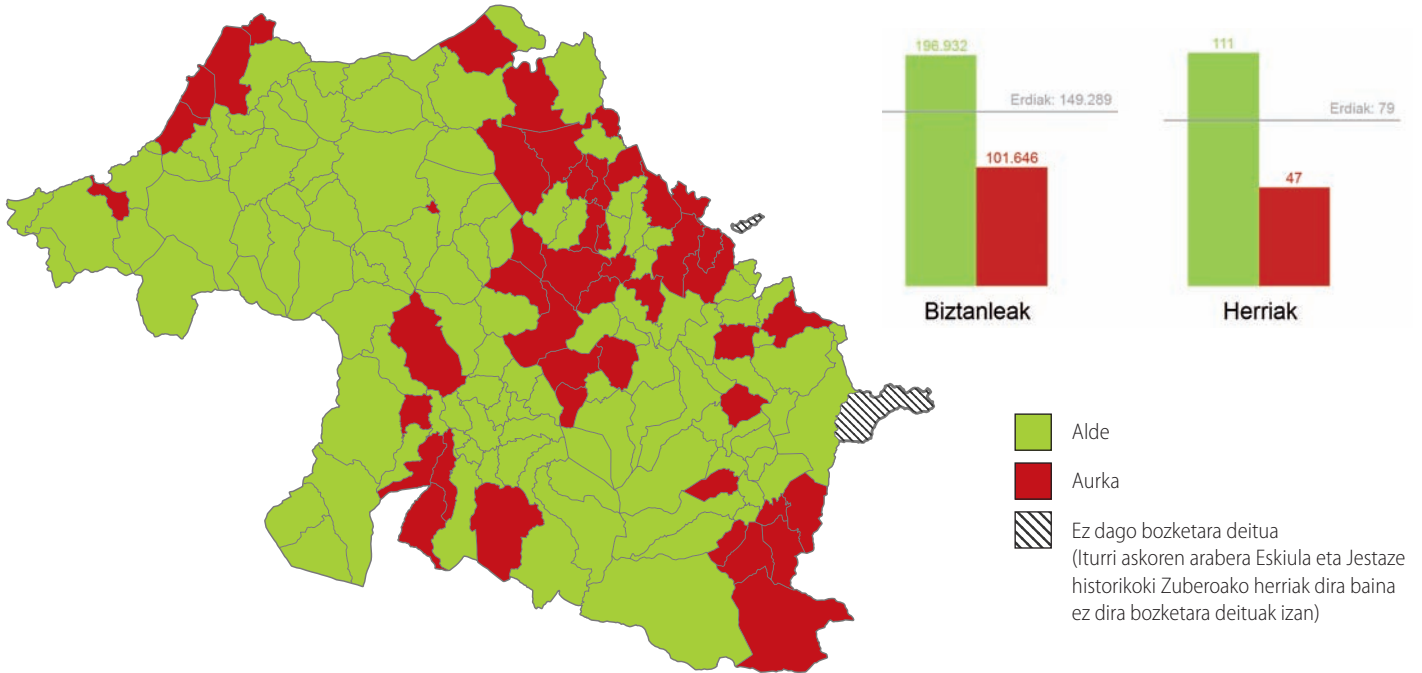 196.932
Erdiak: 149.289
101.646
Biztanleak
111
Erdiak: 79
47
Herriak
Alde
Aurka
Ez dago bozketara deitua
(Iturri askoren arabera Eskiula eta Jestaze
historikoki Zuberoako herriak dira baina
ez dira bozketara deituak izan)